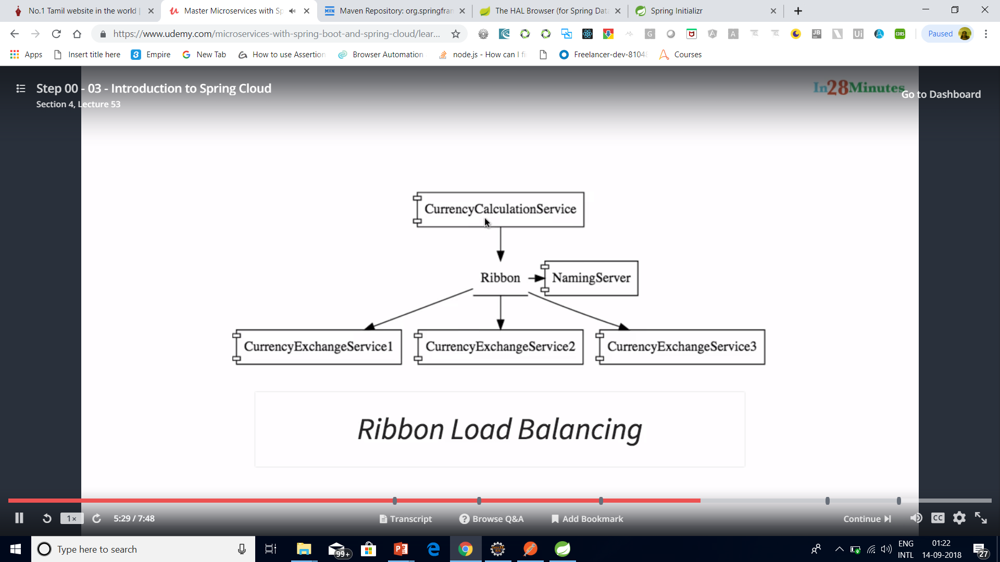 No.1 Tamil website in the world |
Master Microservices with Sp
Maven Repository: org.springfran
The HAL Browser (for Spring Data
Spring Initializr
https://www.udemy.com/microservices-with-spring-boot-and-spring-cloud/lear...
Paused
Apps
Insert title here
Empire
New Tab
How to use Assertion
Browser Automation
node.js - How can I fi
Freelancer-dev-81048
Courses
Step 00 - 03 - Introduction to Spring Cloud
Section 4, Lecture 53
In28Minutes
Go to Dashboard
CurrencyCalculationService
Ribbon
NamingServer
CurrencyExchangeService1
CurrencyExchangeService2
CurrencyExchangeService3
Ribbon Load Balancing
1x
5:29 / 7:48
Transcript
Browse Q&A
Add Bookmark
Continue
CC
Type here to search
99+
ENG
INTL
01:22
14-09-2018
27